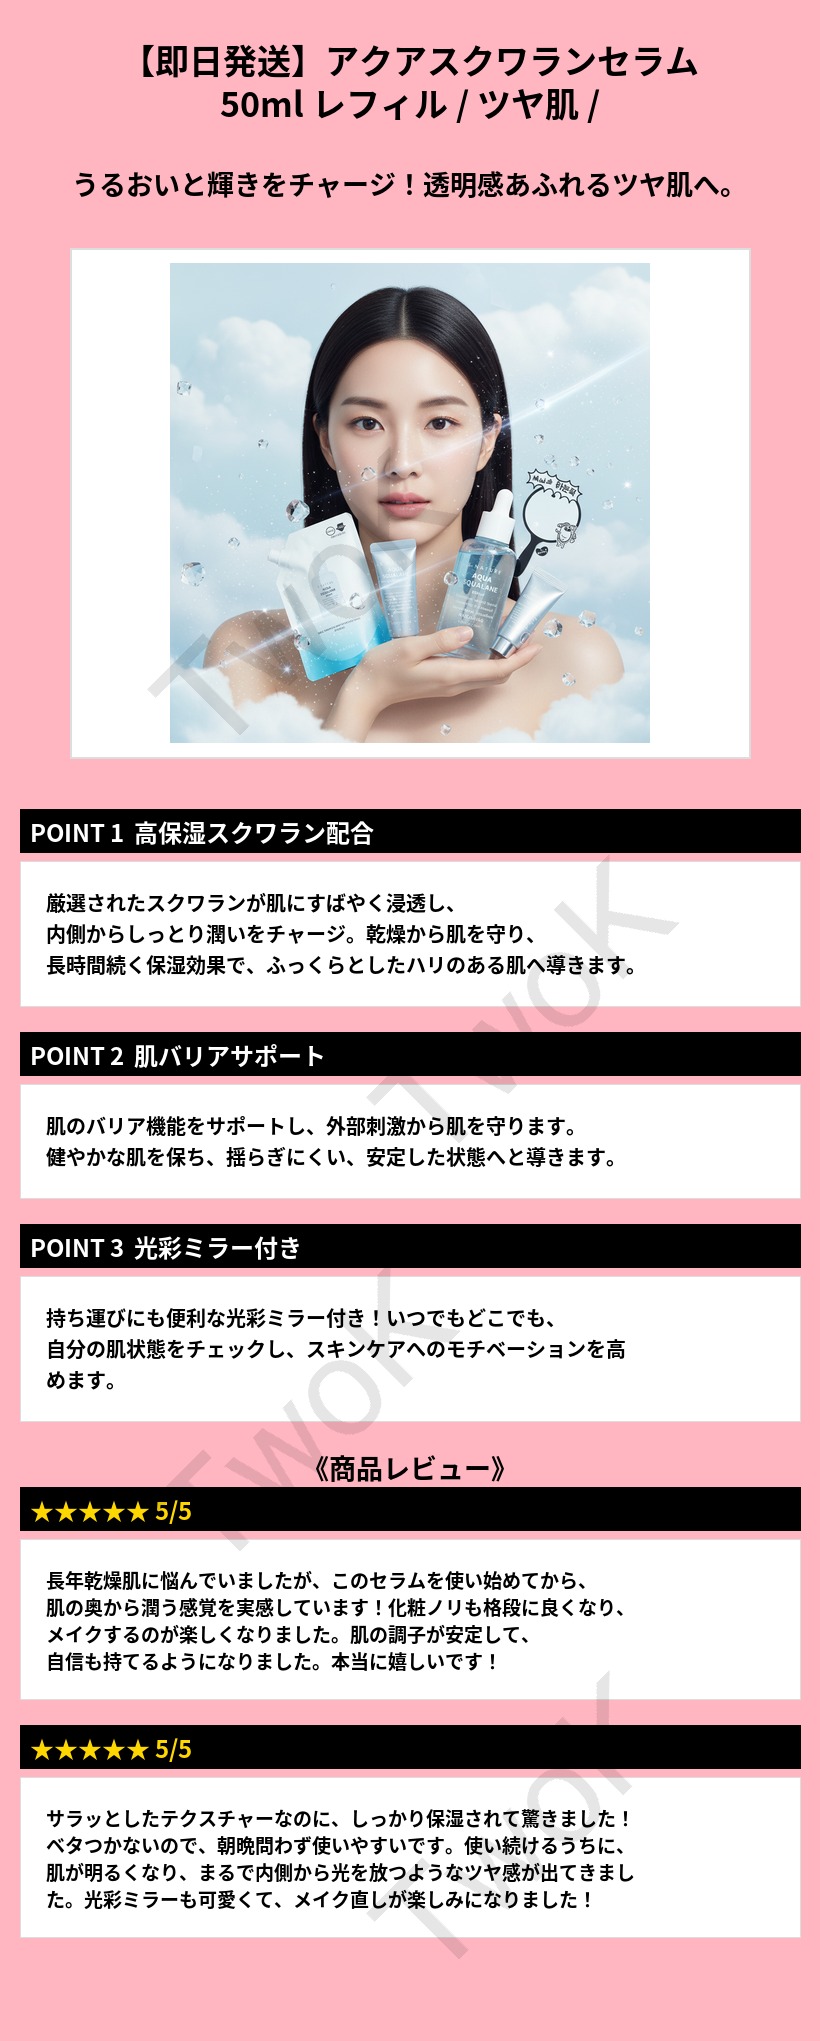 【即日発送】アクアスクワランセラム
50ml レフィル / ツヤ肌 /
うるおいと輝きをチャージ！透明感あふれるツヤ肌へ。
AQUA
SQUALANE
POINT 1 高保湿スクワラン配合
厳選されたスクワランが肌にすばやく浸透し、
内側からしっとり潤いをチャージ。乾燥から肌を守り、
長時間続く保湿効果で、ふっくらとしたハリのある肌へ導きます。
TwoK
POINT 2 肌バリアサポート
肌のバリア機能をサポートし、外部刺激から肌を守ります。
健やかな肌を保ち、揺らぎにくい、安定した状態へと導きます。
POINT 3 光彩ミラー付き
持ち運びにも便利な光彩ミラー付き！いつでもどこでも、
自分の肌状態をチェックし、スキンケアへのモチベーションを高
めます。
TwoK
《商品レビュー》
★★★★★ 5/5
長年乾燥肌に悩んでいましたが、このセラムを使い始めてから、
肌の奥から潤う感覚を実感しています！化粧ノリも格段に良くなり、
メイクするのが楽しくなりました。肌の調子が安定して、
自信も持てるようになりました。本当に嬉しいです！
★★★★★ 5/5
サラッとしたテクスチャーなのに、しっかり保湿されて驚きました！
ベタつかないので、朝晩問わず使いやすいです。使い続けるうちに、
肌が明るくなり、まるで内側から光を放つようなツヤ感が出てきまし
た。光彩ミラーも可愛くて、メイク直しが楽しみになりました！
TwoK